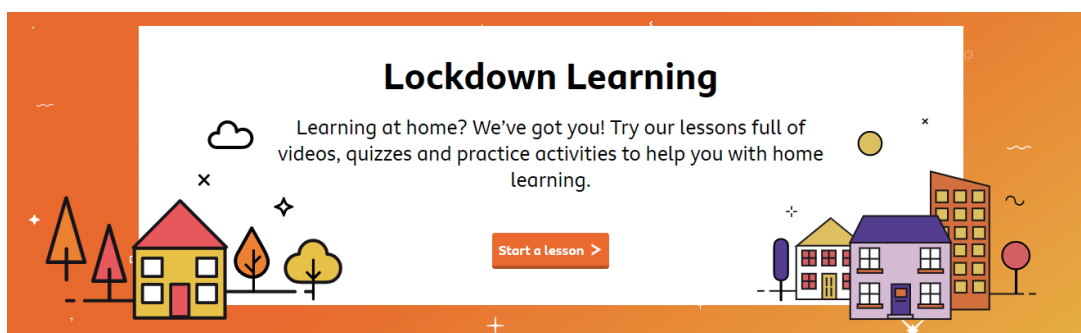 Lockdown Learning
Learning at home? We've got you! Try our lessons full of
videos, quizzes and practice activities to help you with home
learning.
Start a lesson >